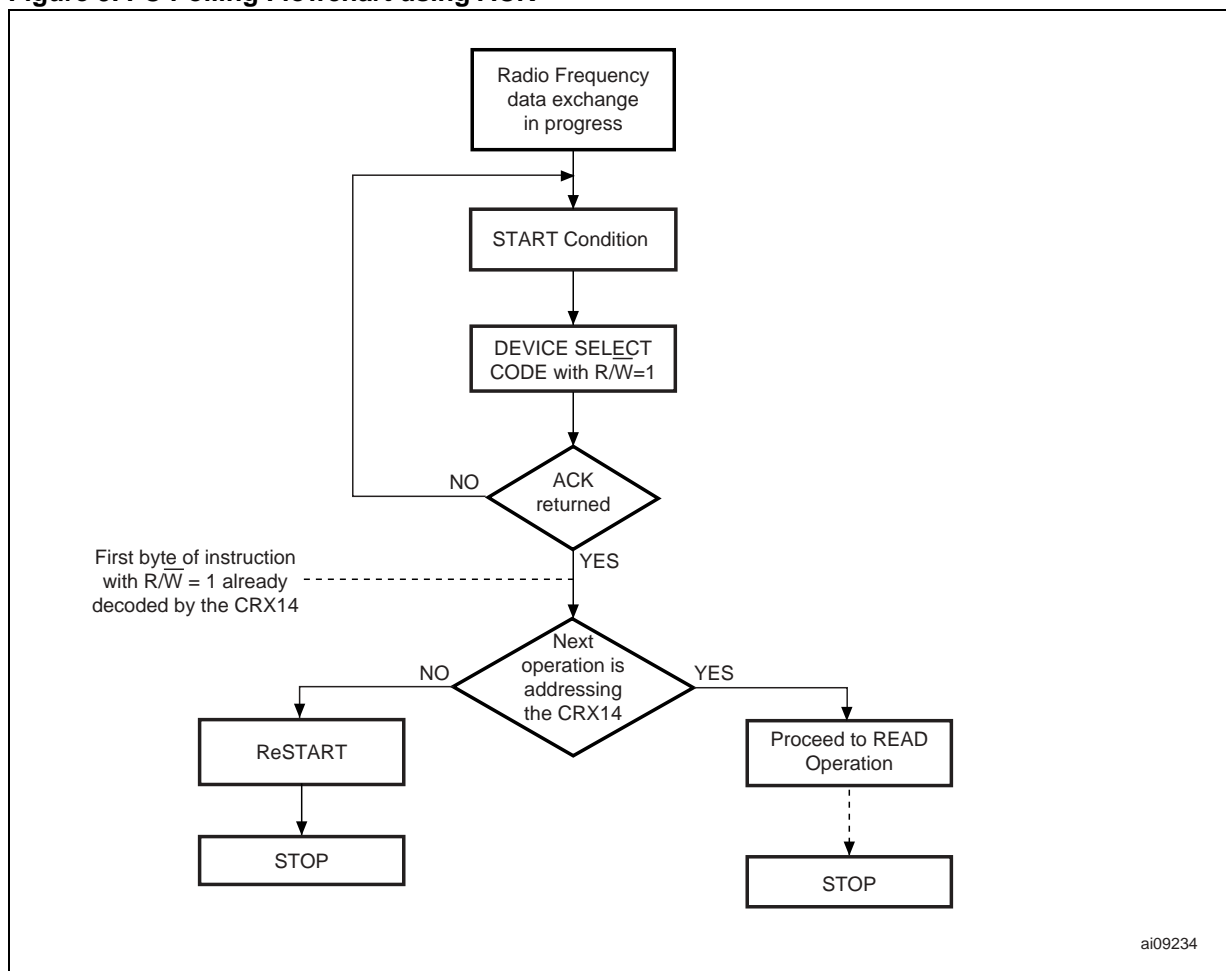 Radio Frequency
data exchange
in progress
START Condition
DEVICE SELECT
CODE with R/W̅=1
NO
ACK
returned
YES
First byte of instruction
with R/W̅ = 1 already
decoded by the CRX14
Next
operation is
addressing
the CRX14
NO
YES
ReSTART
Proceed to READ
Operation
STOP
STOP
ai09234